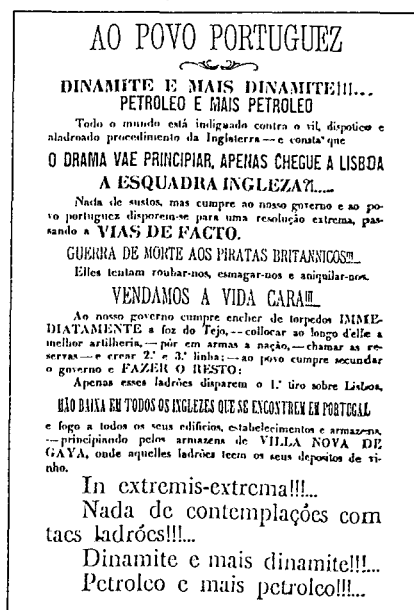 AO POVO PORTUGUEZ
DINAMITE E MAIS DINAMITE!!!...
PETROLEO E MAIS PETROLEO
Todo o mundo está indignado contra o vil, dispotico e
aladroado procedimento da Inglaterra — e consta que
O DRAMA VAE PRINCIPIAR, APENAS CHEGUE A LISBOA
A ESQUADRA INGLEZA?!.....
Nada de sustos, mas cumpre ao nosso governo e ao po-
vo portuguez disporem-se para uma resolução extrema, pas-
sando a VIAS DE FACTO.
GUERRA DE MORTE AOS PIRATAS BRITANNICOS!!!...
Elles tentam roubar-nos, esmagar-nos e aniquilar-nos.
VENDAMOS A VIDA CARA!!!...
Ao nosso governo cumpre encher de torpedos IMME-
DIATAMENTE a foz do Tejo, — collocar ao longo d'elle a
melhor artilheria, — pôr em armas a nação, — chamar as re-
servas — e crear 2.ª e 3.ª linha; — ao povo cumpre secundar
o governo e FAZER O RESTO:
Apenas esses ladrões disparem o 1.º tiro sobre Lisboa,
MÃO BAIXA EM TODOS OS INGLEZES QUE SE ENCONTREM EM PORTUGAL
e fogo a todos os seus edificios, estabelecimentos e armazens,
— principiando pelos armazens de VILLA NOVA DE
GAYA, onde aquelles ladrões teem os seus depositos de vi-
nho.
In extremis-extrema!!!...
Nada de contemplações com
taes ladrões!!!...
Dinamite e mais dinamite!!!...
Petroleo e mais petroleo!!!...